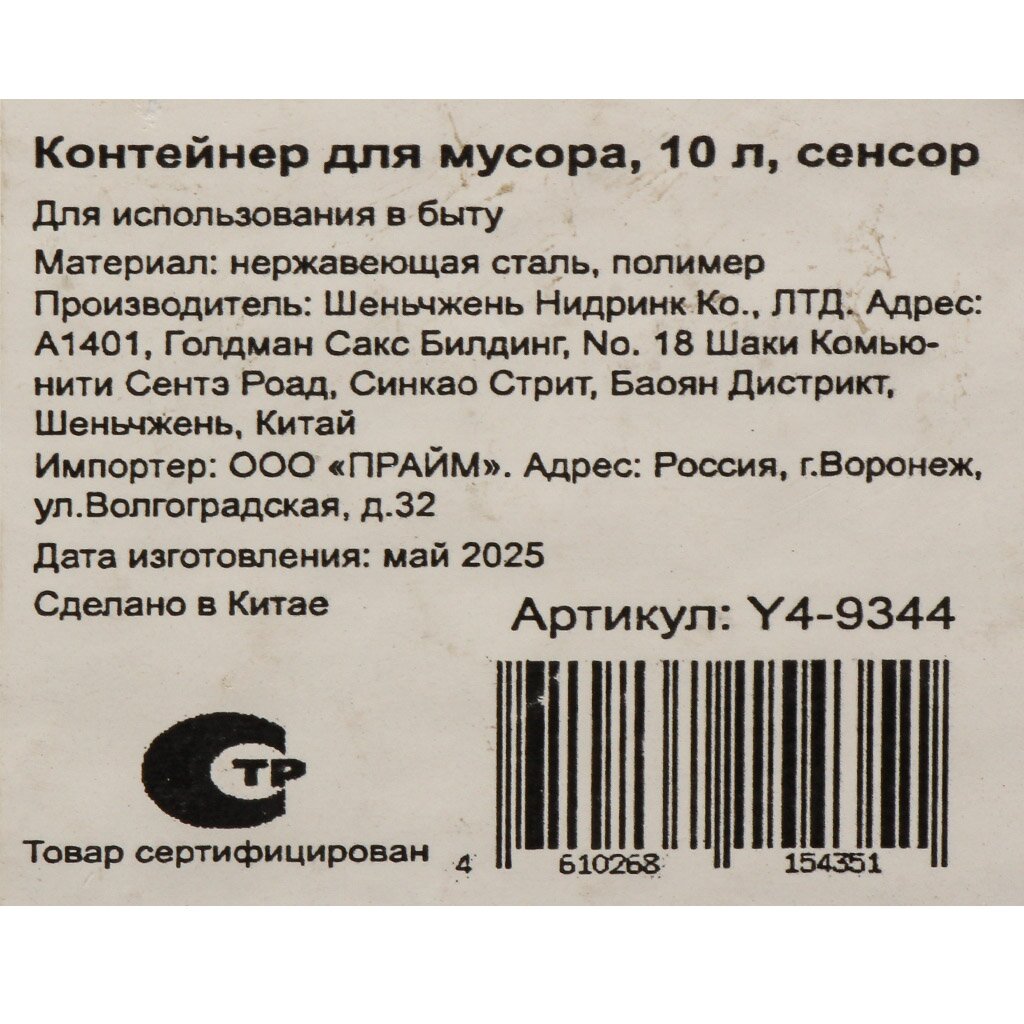 Контейнер для мусора, 10 л, сенсор
Для использования в быту
Материал: нержавеющая сталь, полимер
Производитель: Шеньчжень Нидринк Ко., ЛТД. Адрес:
А1401, Голдман Сакс Билдинг, No. 18 Шаки Комью-
нити Сентэ Роад, Синкао Стрит, Баоян Дистрикт,
Шеньчжень, Китай
Импортер: ООО «ПРАЙМ». Адрес: Россия, г.Воронеж,
ул.Волгоградская, д.32
Дата изготовления: май 2025
Сделано в Китае
Артикул: Y4-9344
СТР
Товар сертифицирован
4 610268 154351